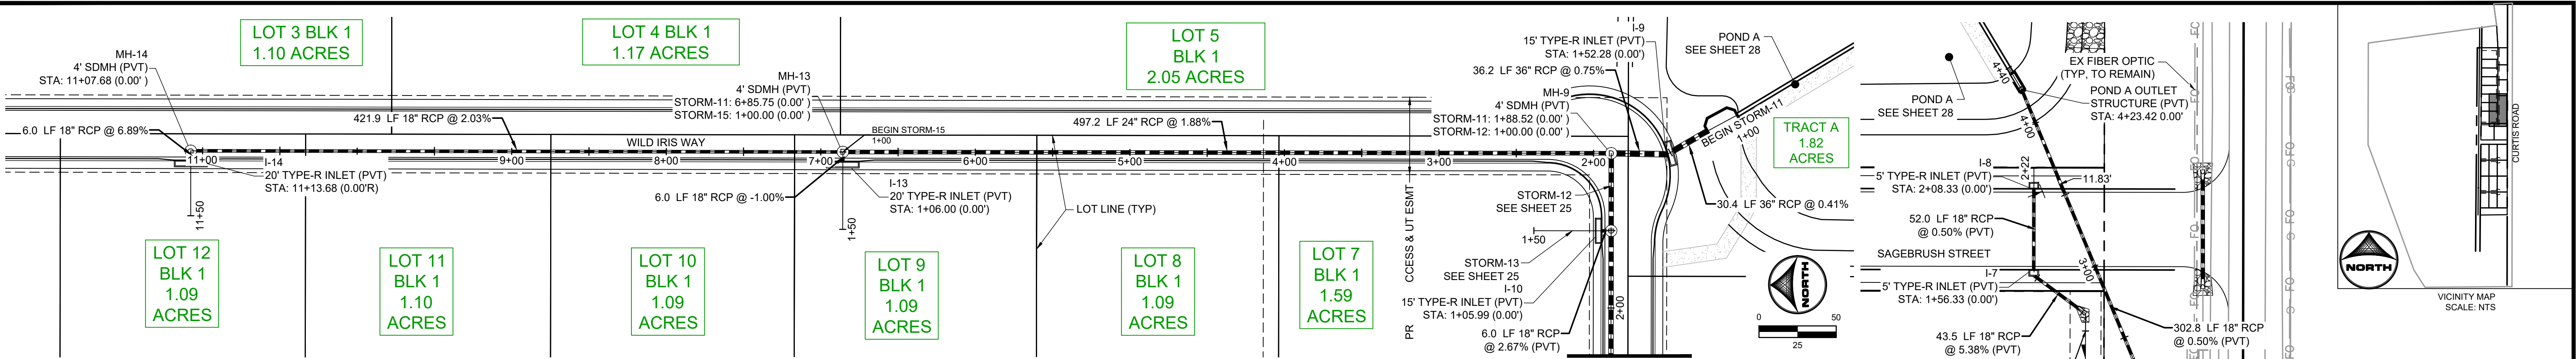 LOT 3 BLK 1
1.10 ACRES
LOT 4 BLK 1
1.17 ACRES
LOT 5
BLK 1
2.05 ACRES
MH-14
4' SDMH (PVT)
STA: 11+07.68 (0.00' )
6.0  LF 18" RCP @ 6.89%
421.9  LF 18" RCP @ 2.03%
MH-13
4' SDMH (PVT)
STORM-11: 6+85.75 (0.00' )
STORM-15: 1+00.00 (0.00' )
BEGIN STORM-15
1+00
497.2  LF 24" RCP @ 1.88%
I-9
15' TYPE-R INLET (PVT)
STA: 1+52.28 (0.00')
36.2  LF 36" RCP @ 0.75%
MH-9
4' SDMH (PVT)
STORM-11: 1+88.52 (0.00' )
STORM-12: 1+00.00 (0.00' )
POND A
SEE SHEET 28
BEGIN STORM-11
1+00
TRACT A
1.82
ACRES
WILD IRIS WAY
11+00
9+00
8+00
7+00
6+00
5+00
4+00
3+00
2+00
I-14
20' TYPE-R INLET (PVT)
STA: 11+13.68 (0.00'R)
11+50
6.0  LF 18" RCP @ -1.00%
I-13
20' TYPE-R INLET (PVT)
STA: 1+06.00 (0.00')
1+50
LOT LINE (TYP)
PR
CCESS & UT ESMT
STORM-12
SEE SHEET 25
30.4  LF 36" RCP @ 0.41%
1+50
STORM-13
SEE SHEET 25
I-10
15' TYPE-R INLET (PVT)
STA: 1+05.99 (0.00')
6.0  LF 18" RCP
@ 2.67% (PVT)
2+00
LOT 12
BLK 1
1.09
ACRES
LOT 11
BLK 1
1.10
ACRES
LOT 10
BLK 1
1.09
ACRES
LOT 9
BLK 1
1.09
ACRES
LOT 8
BLK 1
1.09
ACRES
LOT 7
BLK 1
1.59
ACRES
NORTH
0
50
25
POND A
SEE SHEET 28
4+40
4+00
EX FIBER OPTIC
(TYP, TO REMAIN)
POND A OUTLET
STRUCTURE (PVT)
STA: 4+23.42 0.00'
I-8
5' TYPE-R INLET (PVT)
STA: 2+08.33 (0.00')
2+22
11.83'
52.0  LF 18" RCP
@ 0.50% (PVT)
SAGEBRUSH STREET
I-7
5' TYPE-R INLET (PVT)
STA: 1+56.33 (0.00')
3+00
43.5  LF 18" RCP
@ 5.38% (PVT)
302.8  LF 18" RCP
@ 0.50% (PVT)
FO
FO
FO
FO
FO
FO
G
FO
G
FO
CURTIS ROAD
NORTH
VICINITY MAP
SCALE: NTS